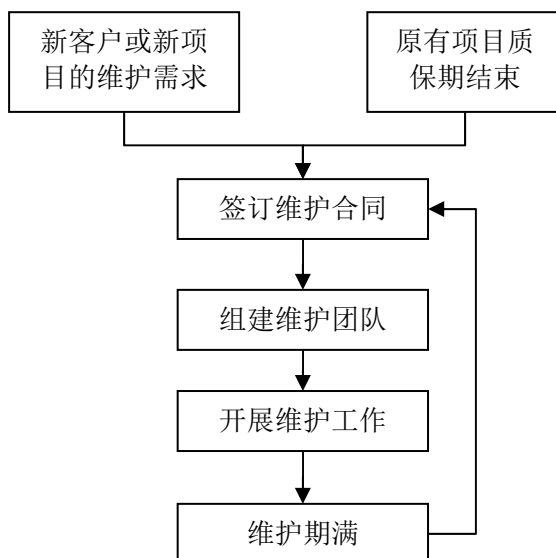 新客户或新项
目的维护需求
原有项目质
保期结束
签订维护合同
组建维护团队
开展维护工作
维护期满